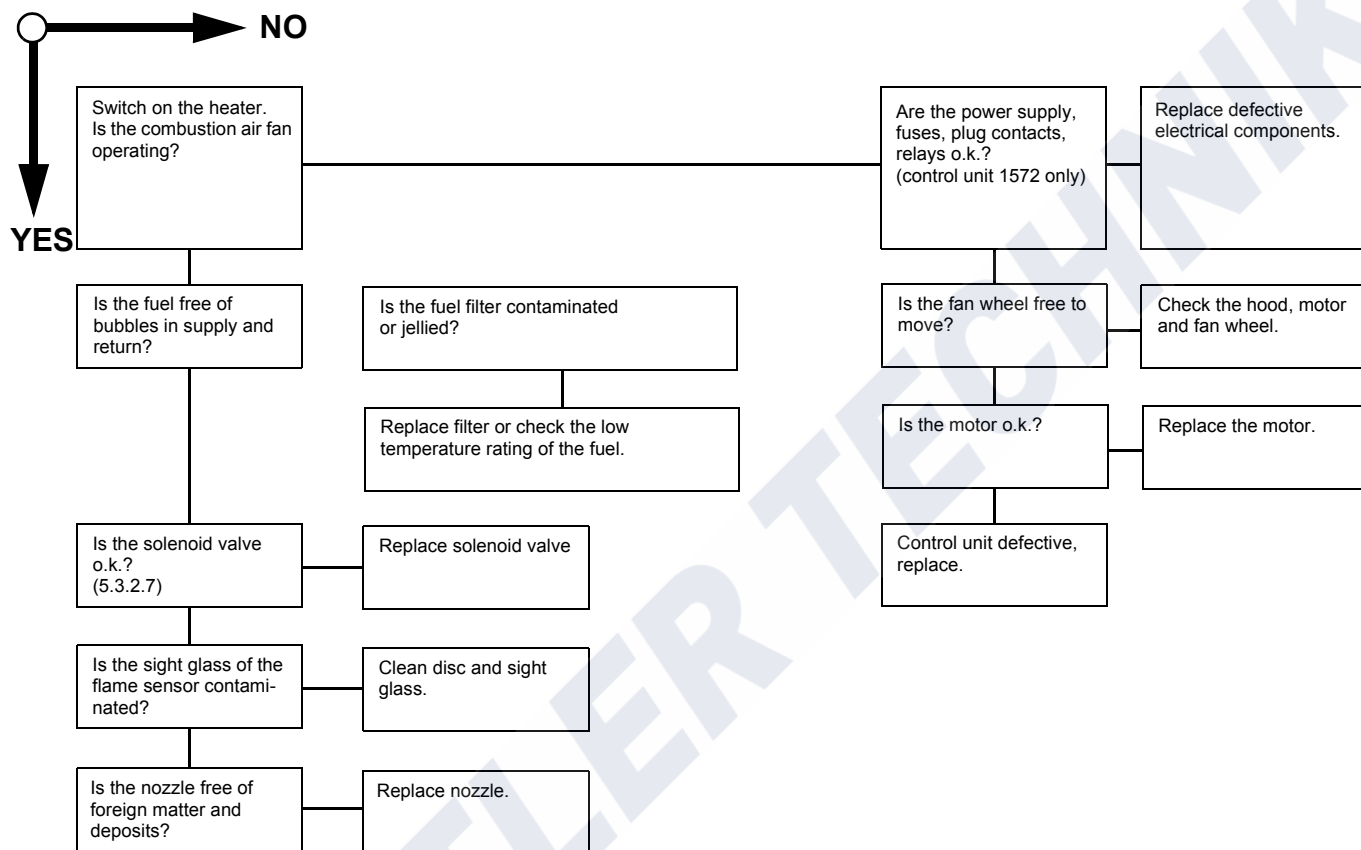 NO
YES
Switch on the heater.
Is the combustion air fan
operating?
Are the power supply,
fuses, plug contacts,
relays o.k.?
(control unit 1572 only)
Replace defective
electrical components.
Is the fuel free of
bubbles in supply and
return?
Is the fuel filter contaminated
or jellied?
Is the fan wheel free to
move?
Check the hood, motor
and fan wheel.
Replace filter or check the low
temperature rating of the fuel.
Is the motor o.k.?
Replace the motor.
Is the solenoid valve
o.k.?
(5.3.2.7)
Replace solenoid valve
Control unit defective,
replace.
Is the sight glass of the
flame sensor contami-
nated?
Clean disc and sight
glass.
Is the nozzle free of
foreign matter and
deposits?
Replace nozzle.
LER TECHNIK